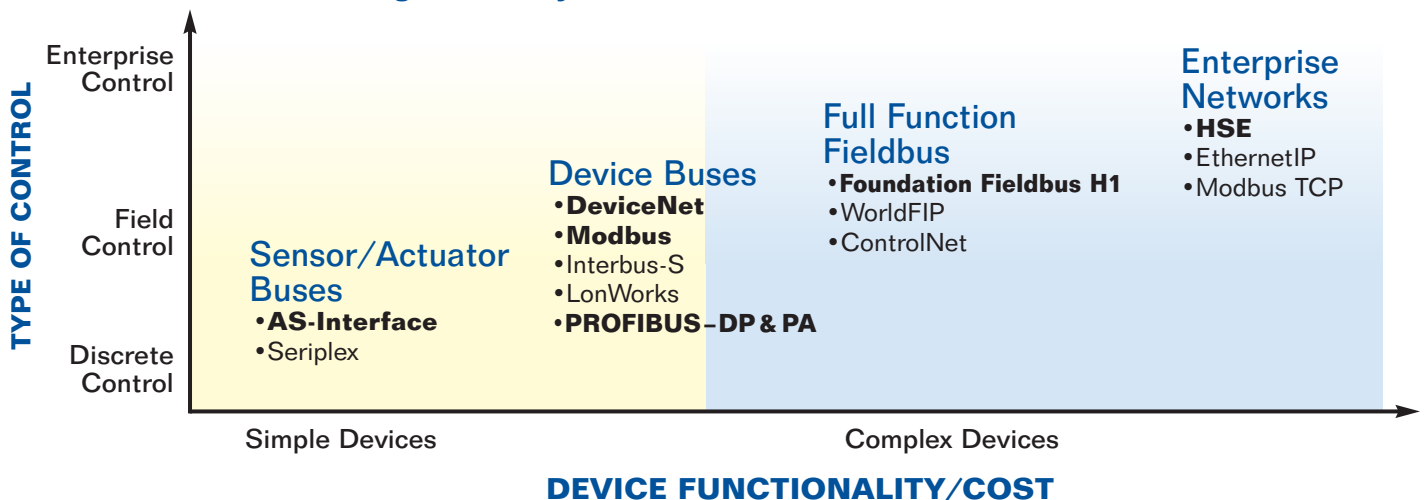 Enterprise
Control
Field
Control
Discrete
Control
TYPE OF CONTROL
Sensor/Actuator
Buses
•AS-Interface
•Seriplex
Device Buses
•DeviceNet
•Modbus
•Interbus-S
•LonWorks
•PROFIBUS–DP & PA
Full Function
Fieldbus
•Foundation Fieldbus H1
•WorldFIP
•ControlNet
Enterprise
Networks
•HSE
•EthernetIP
•Modbus TCP
Simple Devices
Complex Devices
DEVICE FUNCTIONALITY/COST